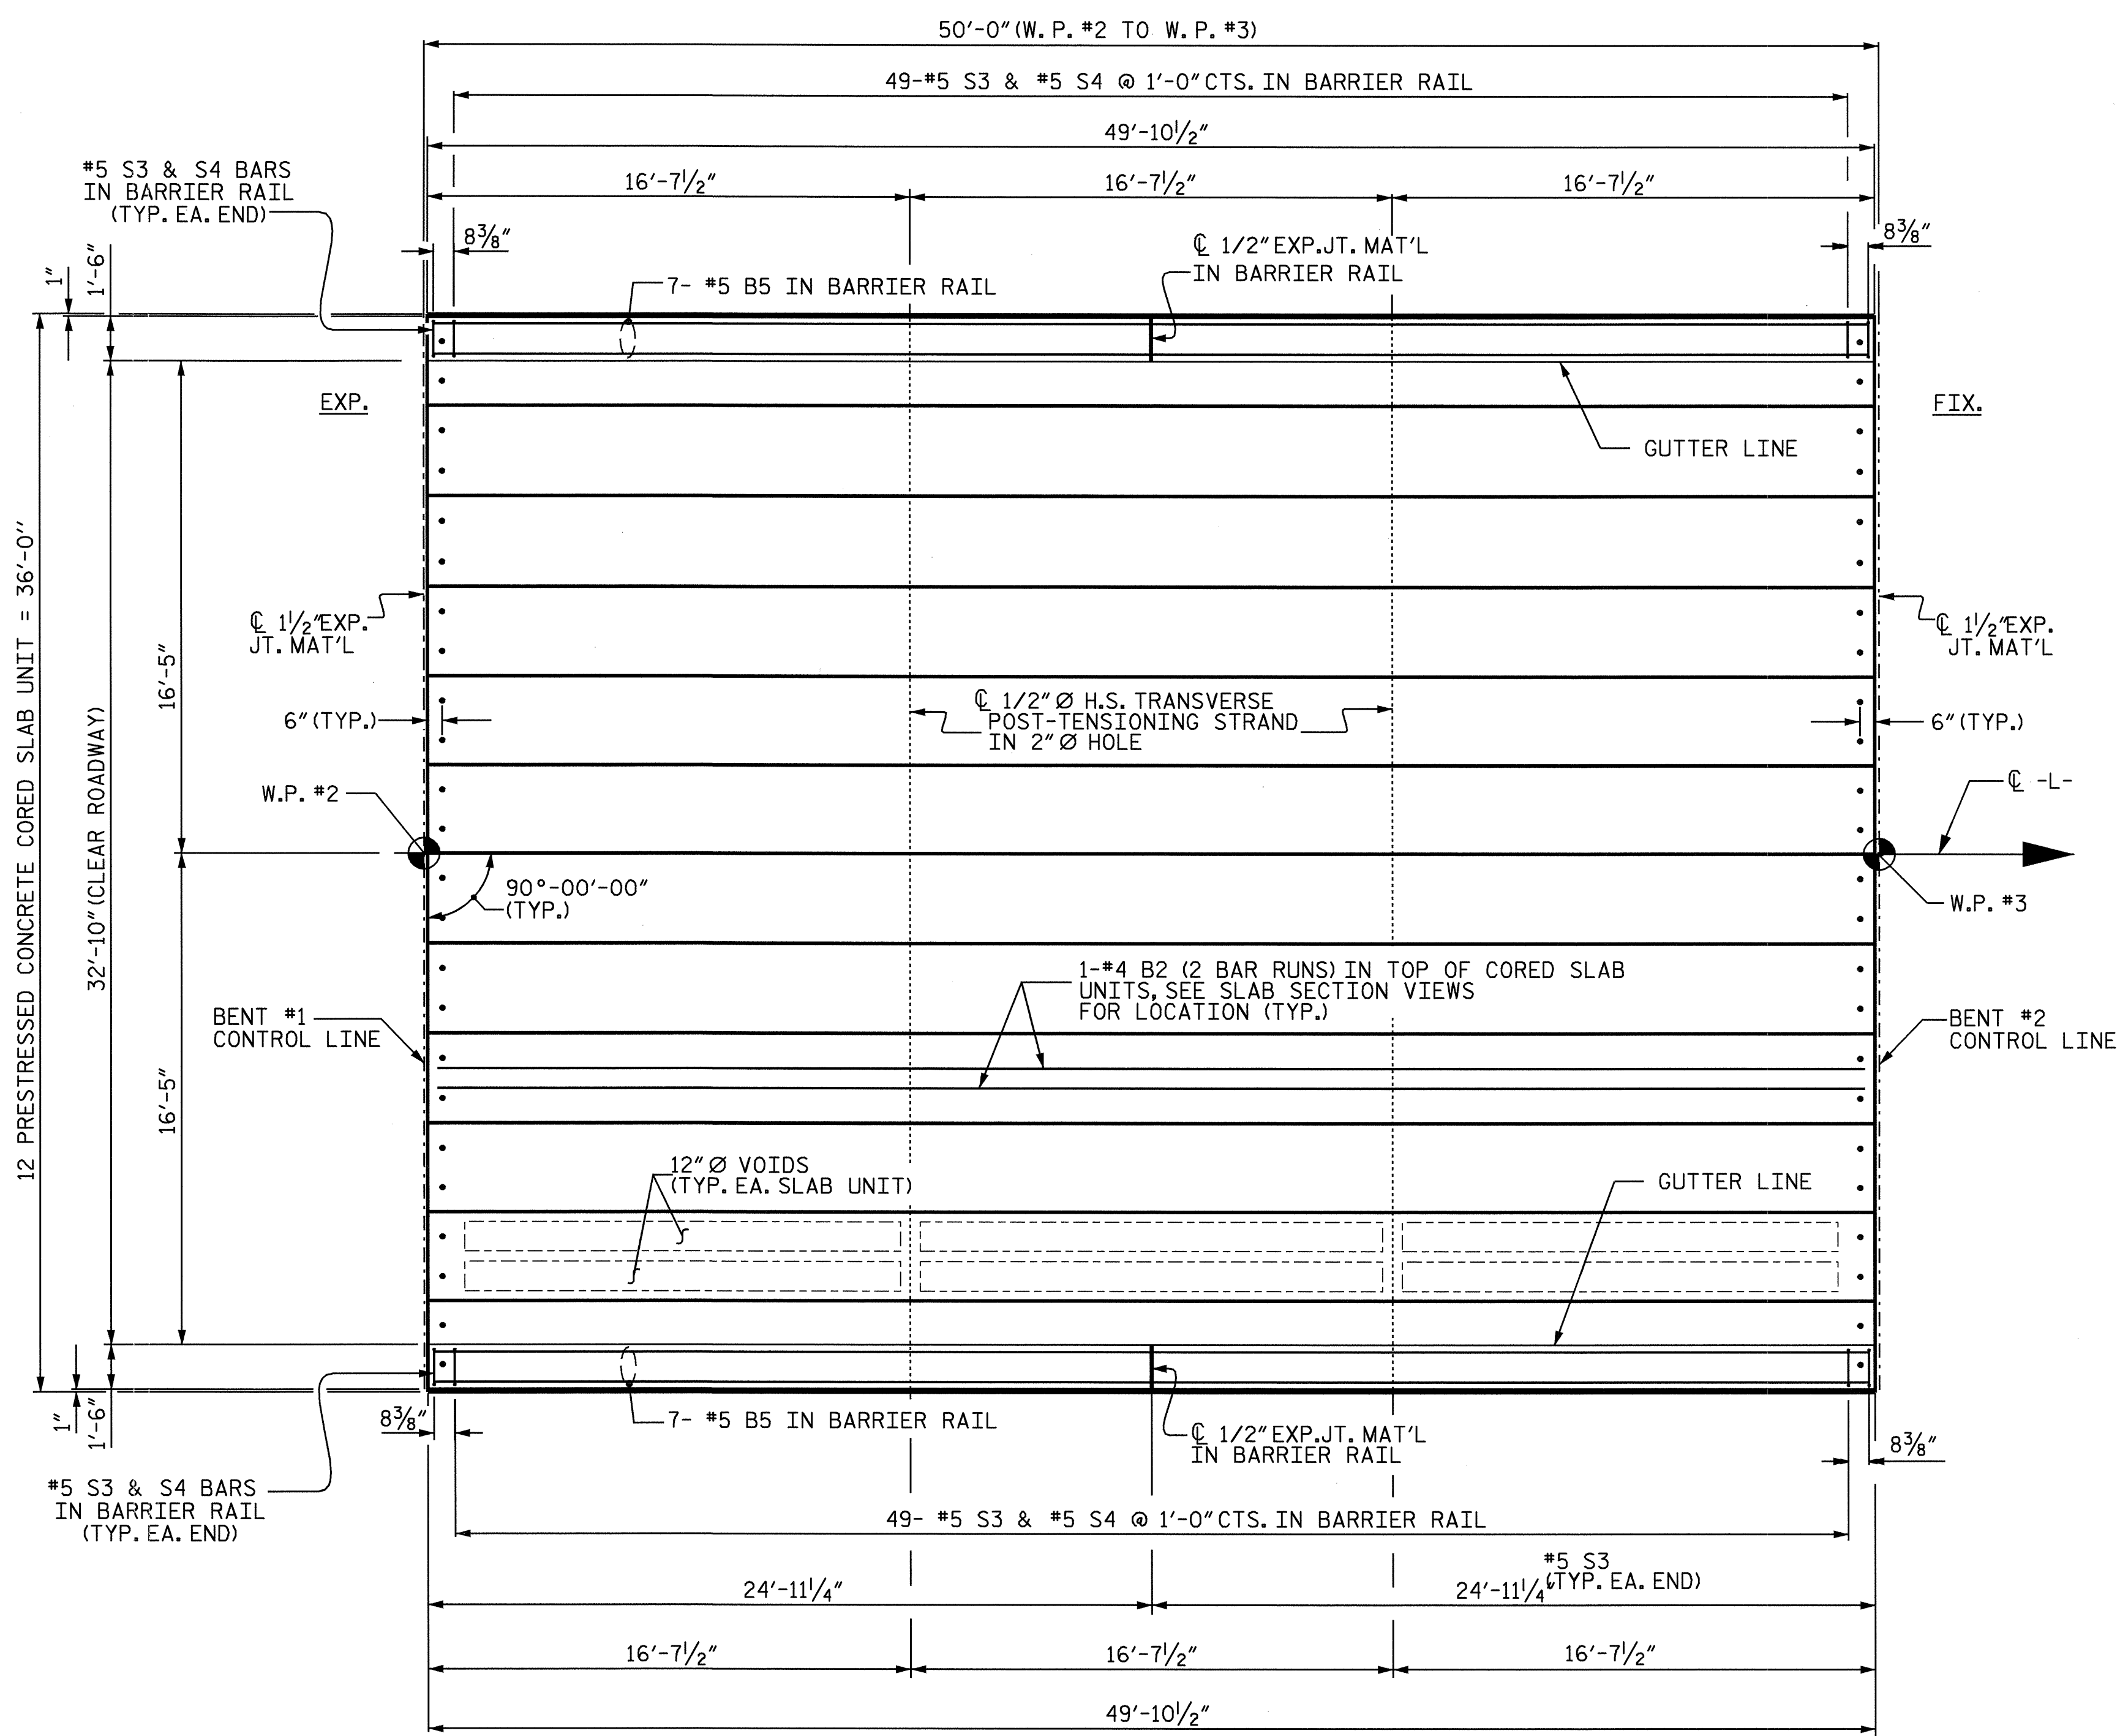 50'-0" (W. P. #2 TO W. P. #3)
49-#5 S3 & #5 S4 @ 1'-0" CTS. IN BARRIER RAIL
49'-10 1/2"
16'-7 1/2"
16'-7 1/2"
16'-7 1/2"
#5 S3 & S4 BARS
IN BARRIER RAIL
(TYP. EA. END)
8 3/8"
℄ 1/2" EXP. JT. MAT'L
IN BARRIER RAIL
8 3/8"
1"
1'-6"
7- #5 B5 IN BARRIER RAIL
EXP.
FIX.
GUTTER LINE
12 PRESTRESSED CONCRETE CORED SLAB UNIT = 36'-0"
32'-10" (CLEAR ROADWAY)
16'-5"
℄ 1 1/2" EXP.
JT. MAT'L
℄ 1 1/2" EXP.
JT. MAT'L
6" (TYP.)
℄ 1/2" Ø H.S. TRANSVERSE
POST-TENSIONING STRAND
IN 2" Ø HOLE
6" (TYP.)
W.P. #2
℄ -L-
90°-00'-00"
(TYP.)
W.P. #3
1-#4 B2 (2 BAR RUNS) IN TOP OF CORED SLAB
UNITS, SEE SLAB SECTION VIEWS
FOR LOCATION (TYP.)
BENT #1
CONTROL LINE
BENT #2
CONTROL LINE
16'-5"
12" Ø VOIDS
(TYP. EA. SLAB UNIT)
GUTTER LINE
1"
1'-6"
8 3/8"
7- #5 B5 IN BARRIER RAIL
℄ 1/2" EXP. JT. MAT'L
IN BARRIER RAIL
8 3/8"
#5 S3 & S4 BARS
IN BARRIER RAIL
(TYP. EA. END)
49- #5 S3 & #5 S4 @ 1'-0" CTS. IN BARRIER RAIL
#5 S3
(TYP. EA. END)
24'-11 1/4"
24'-11 1/4"
16'-7 1/2"
16'-7 1/2"
16'-7 1/2"
49'-10 1/2"